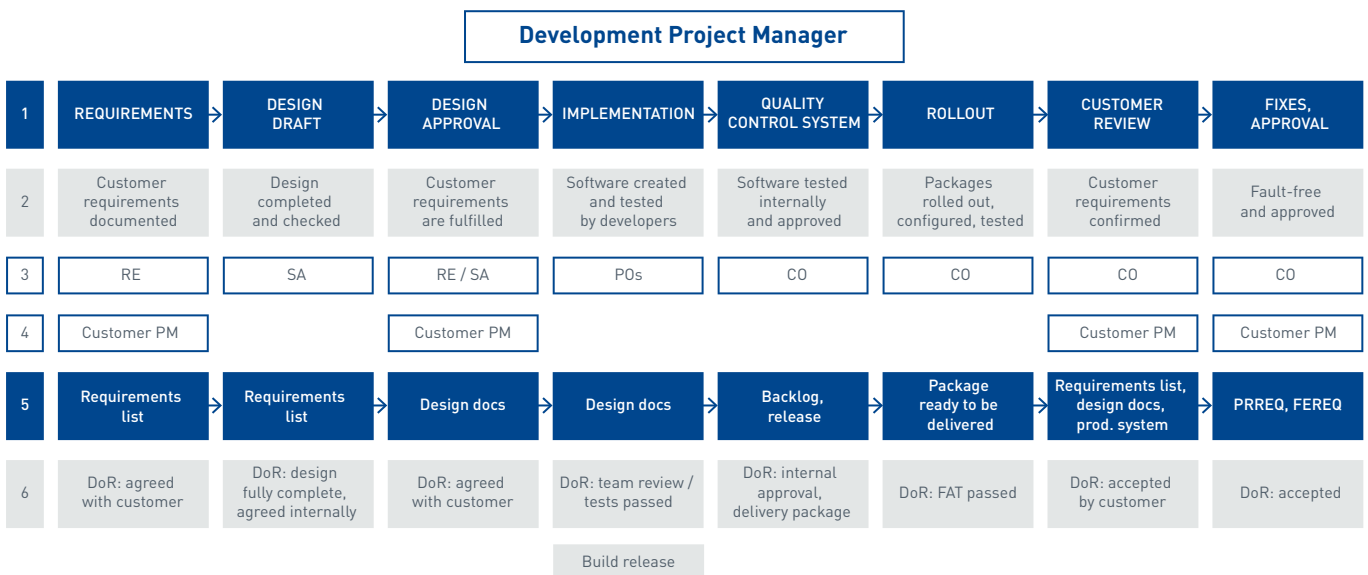 Development Project Manager
1
REQUIREMENTS
DESIGN
DRAFT
DESIGN
APPROVAL
IMPLEMENTATION
QUALITY
CONTROL SYSTEM
ROLLOUT
CUSTOMER
REVIEW
FIXES,
APPROVAL
2
Customer
requirements
documented
Design
completed
and checked
Customer
requirements
are fulfilled
Software created
and tested
by developers
Software tested
internally
and approved
Packages
rolled out,
configured, tested
Customer
requirements
confirmed
Fault-free
and approved
3
RE
SA
RE / SA
POs
CO
CO
CO
CO
4
Customer PM
Customer PM
Customer PM
Customer PM
5
Requirements
list
Requirements
list
Design docs
Design docs
Backlog,
release
Package
ready to be
delivered
Requirements list,
design docs,
prod. system
PRREQ, FEREQ
6
DoR: agreed
with customer
DoR: design
fully complete,
agreed internally
DoR: agreed
with customer
DoR: team review /
tests passed
DoR: internal
approval,
delivery package
DoR: FAT passed
DoR: accepted
by customer
DoR: accepted
Build release